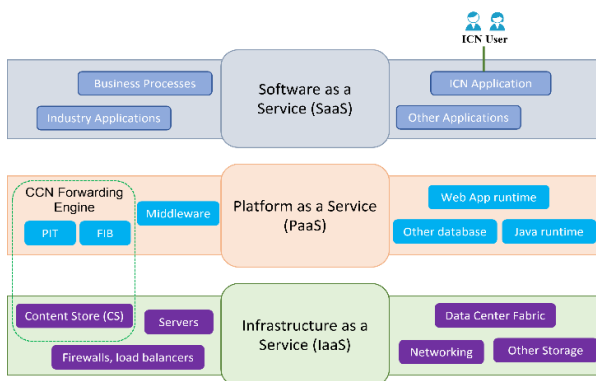 ICN User
Business Processes
Industry Applications
Software as a
Service (SaaS)
ICN Application
Other Applications
CCN Forwarding
Engine
PIT
FIB
Middleware
Platform as a Service
(PaaS)
Web App runtime
Other database
Java runtime
Content Store (CS)
Servers
Firewalls, load balancers
Infrastructure as a
Service (IaaS)
Data Center Fabric
Networking
Other Storage